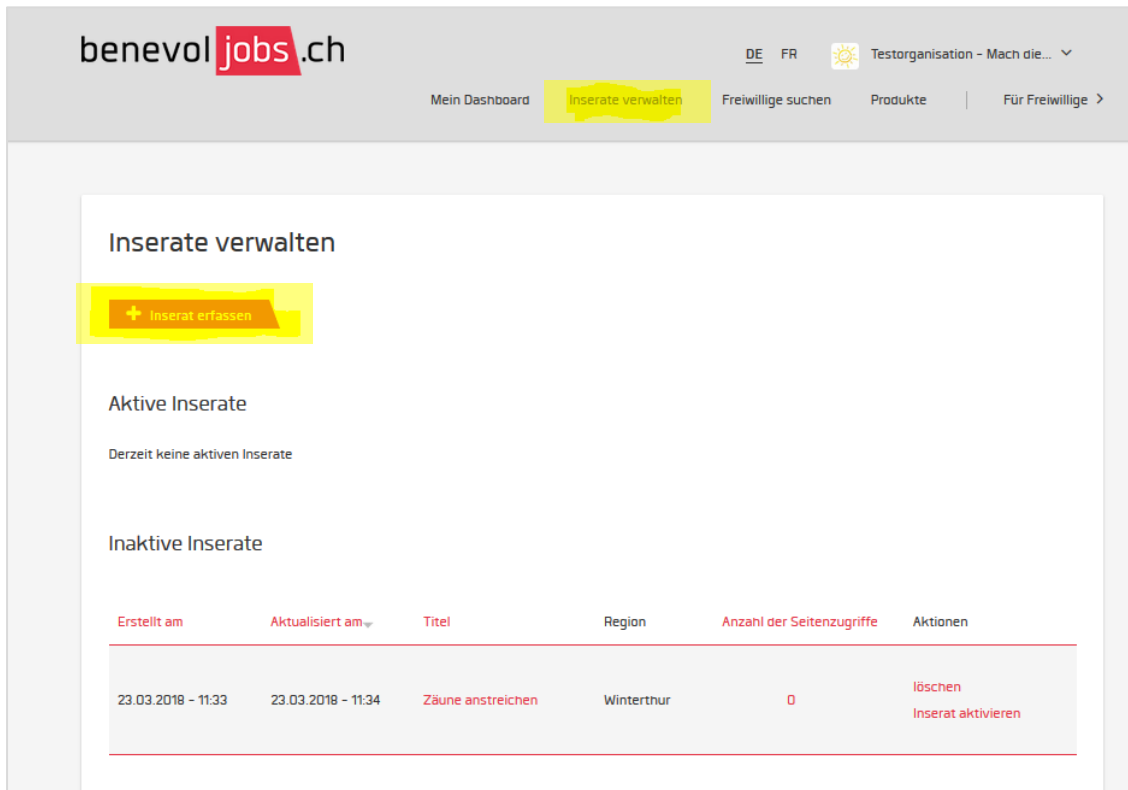 benevol jobs .ch
DE FR Testorganisation - Mach die...
Mein Dashboard Inserate verwalten Freiwillige suchen Produkte | Für Freiwillige >
Inserate verwalten
+ Inserat erfassen
Aktive Inserate
Derzeit keine aktiven Inserate
Inaktive Inserate
Erstellt am Aktualisiert am Titel Region Anzahl der Seitenzugriffe Aktionen
23.03.2018 - 11:33 23.03.2018 - 11:34 Zäune anstreichen Winterthur 0 löschen
Inserat aktivieren